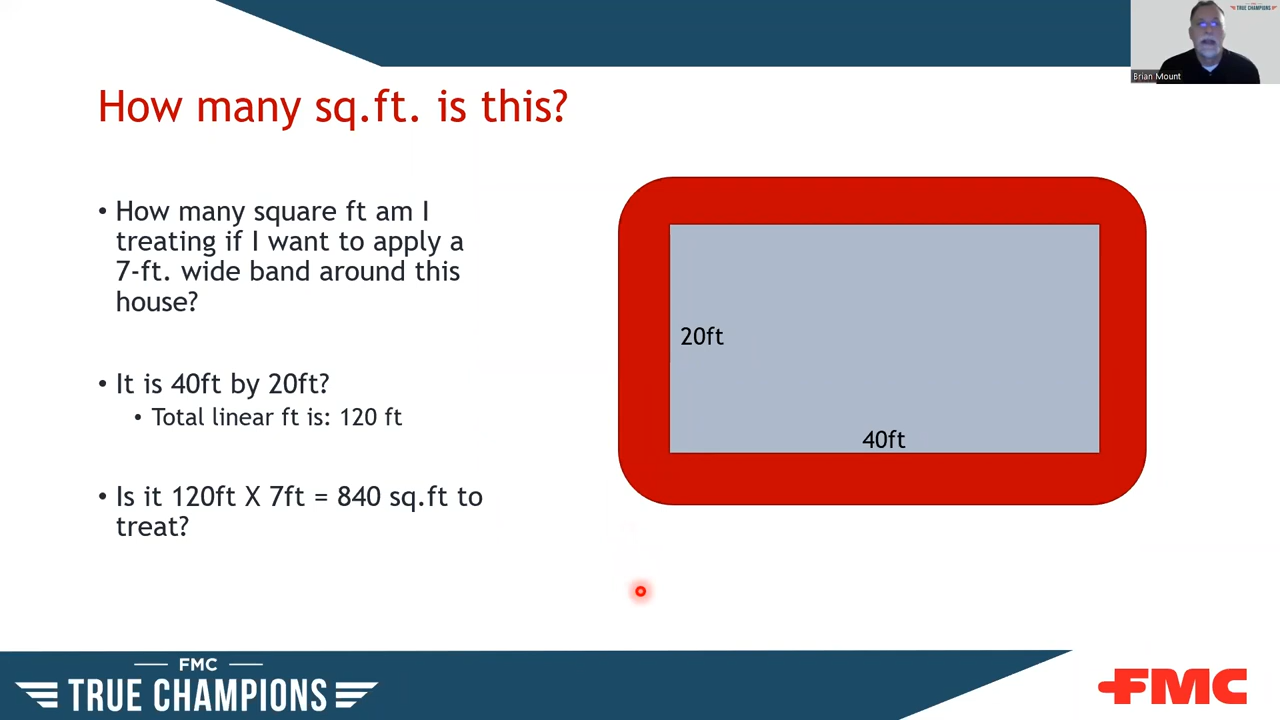 TRUE CHAMPIONS
Brian Mount
How many sq.ft. is this?
• How many square ft am I
treating if I want to apply a
7-ft. wide band around this
house?
• It is 40ft by 20ft?
• Total linear ft is: 120 ft
• Is it 120ft X 7ft = 840 sq.ft to
treat?
20ft
40ft
FMC
TRUE CHAMPIONS
FMC